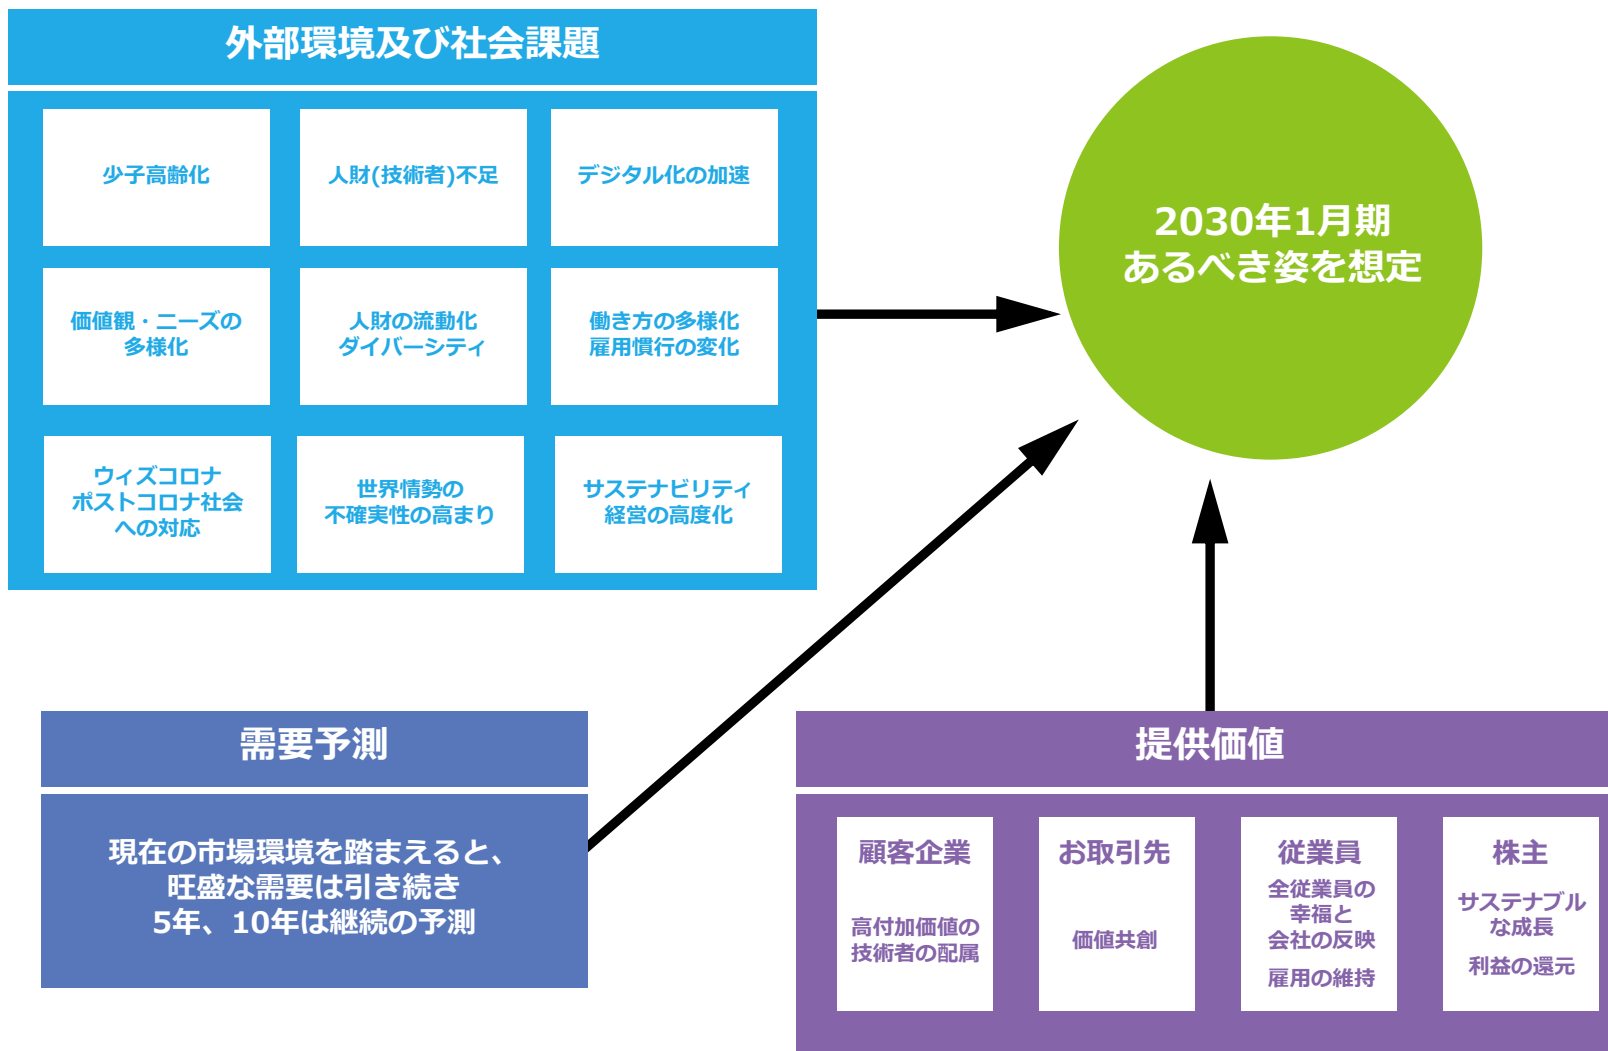 外部環境及び社会課題
少子高齢化
人財(技術者)不足
デジタル化の加速
価値観・ニーズの
多様化
人財の流動化
ダイバーシティ
働き方の多様化
雇用慣行の変化
ウィズコロナ
ポストコロナ社会
への対応
世界情勢の
不確実性の高まり
サステナビリティ
経営の高度化
2030年1月期
あるべき姿を想定
需要予測
現在の市場環境を踏まえると、
旺盛な需要は引き続き
5年、10年は継続の予測
提供価値
顧客企業
高付加価値の
技術者の配属
お取引先
価値共創
従業員
全従業員の
幸福と
会社の反映
雇用の維持
株主
サステナブル
な成長
利益の還元